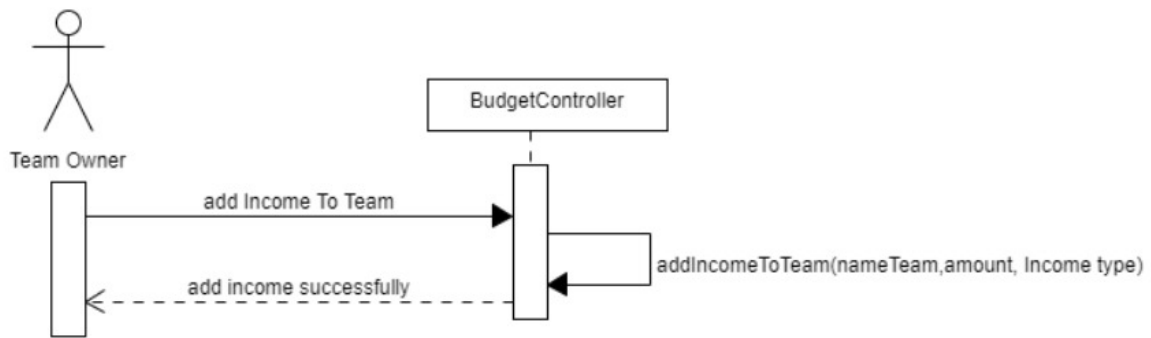 BudgetController
Team Owner
add Income To Team
addIncomeToTeam(nameTeam,amount, Income type)
add income successfully